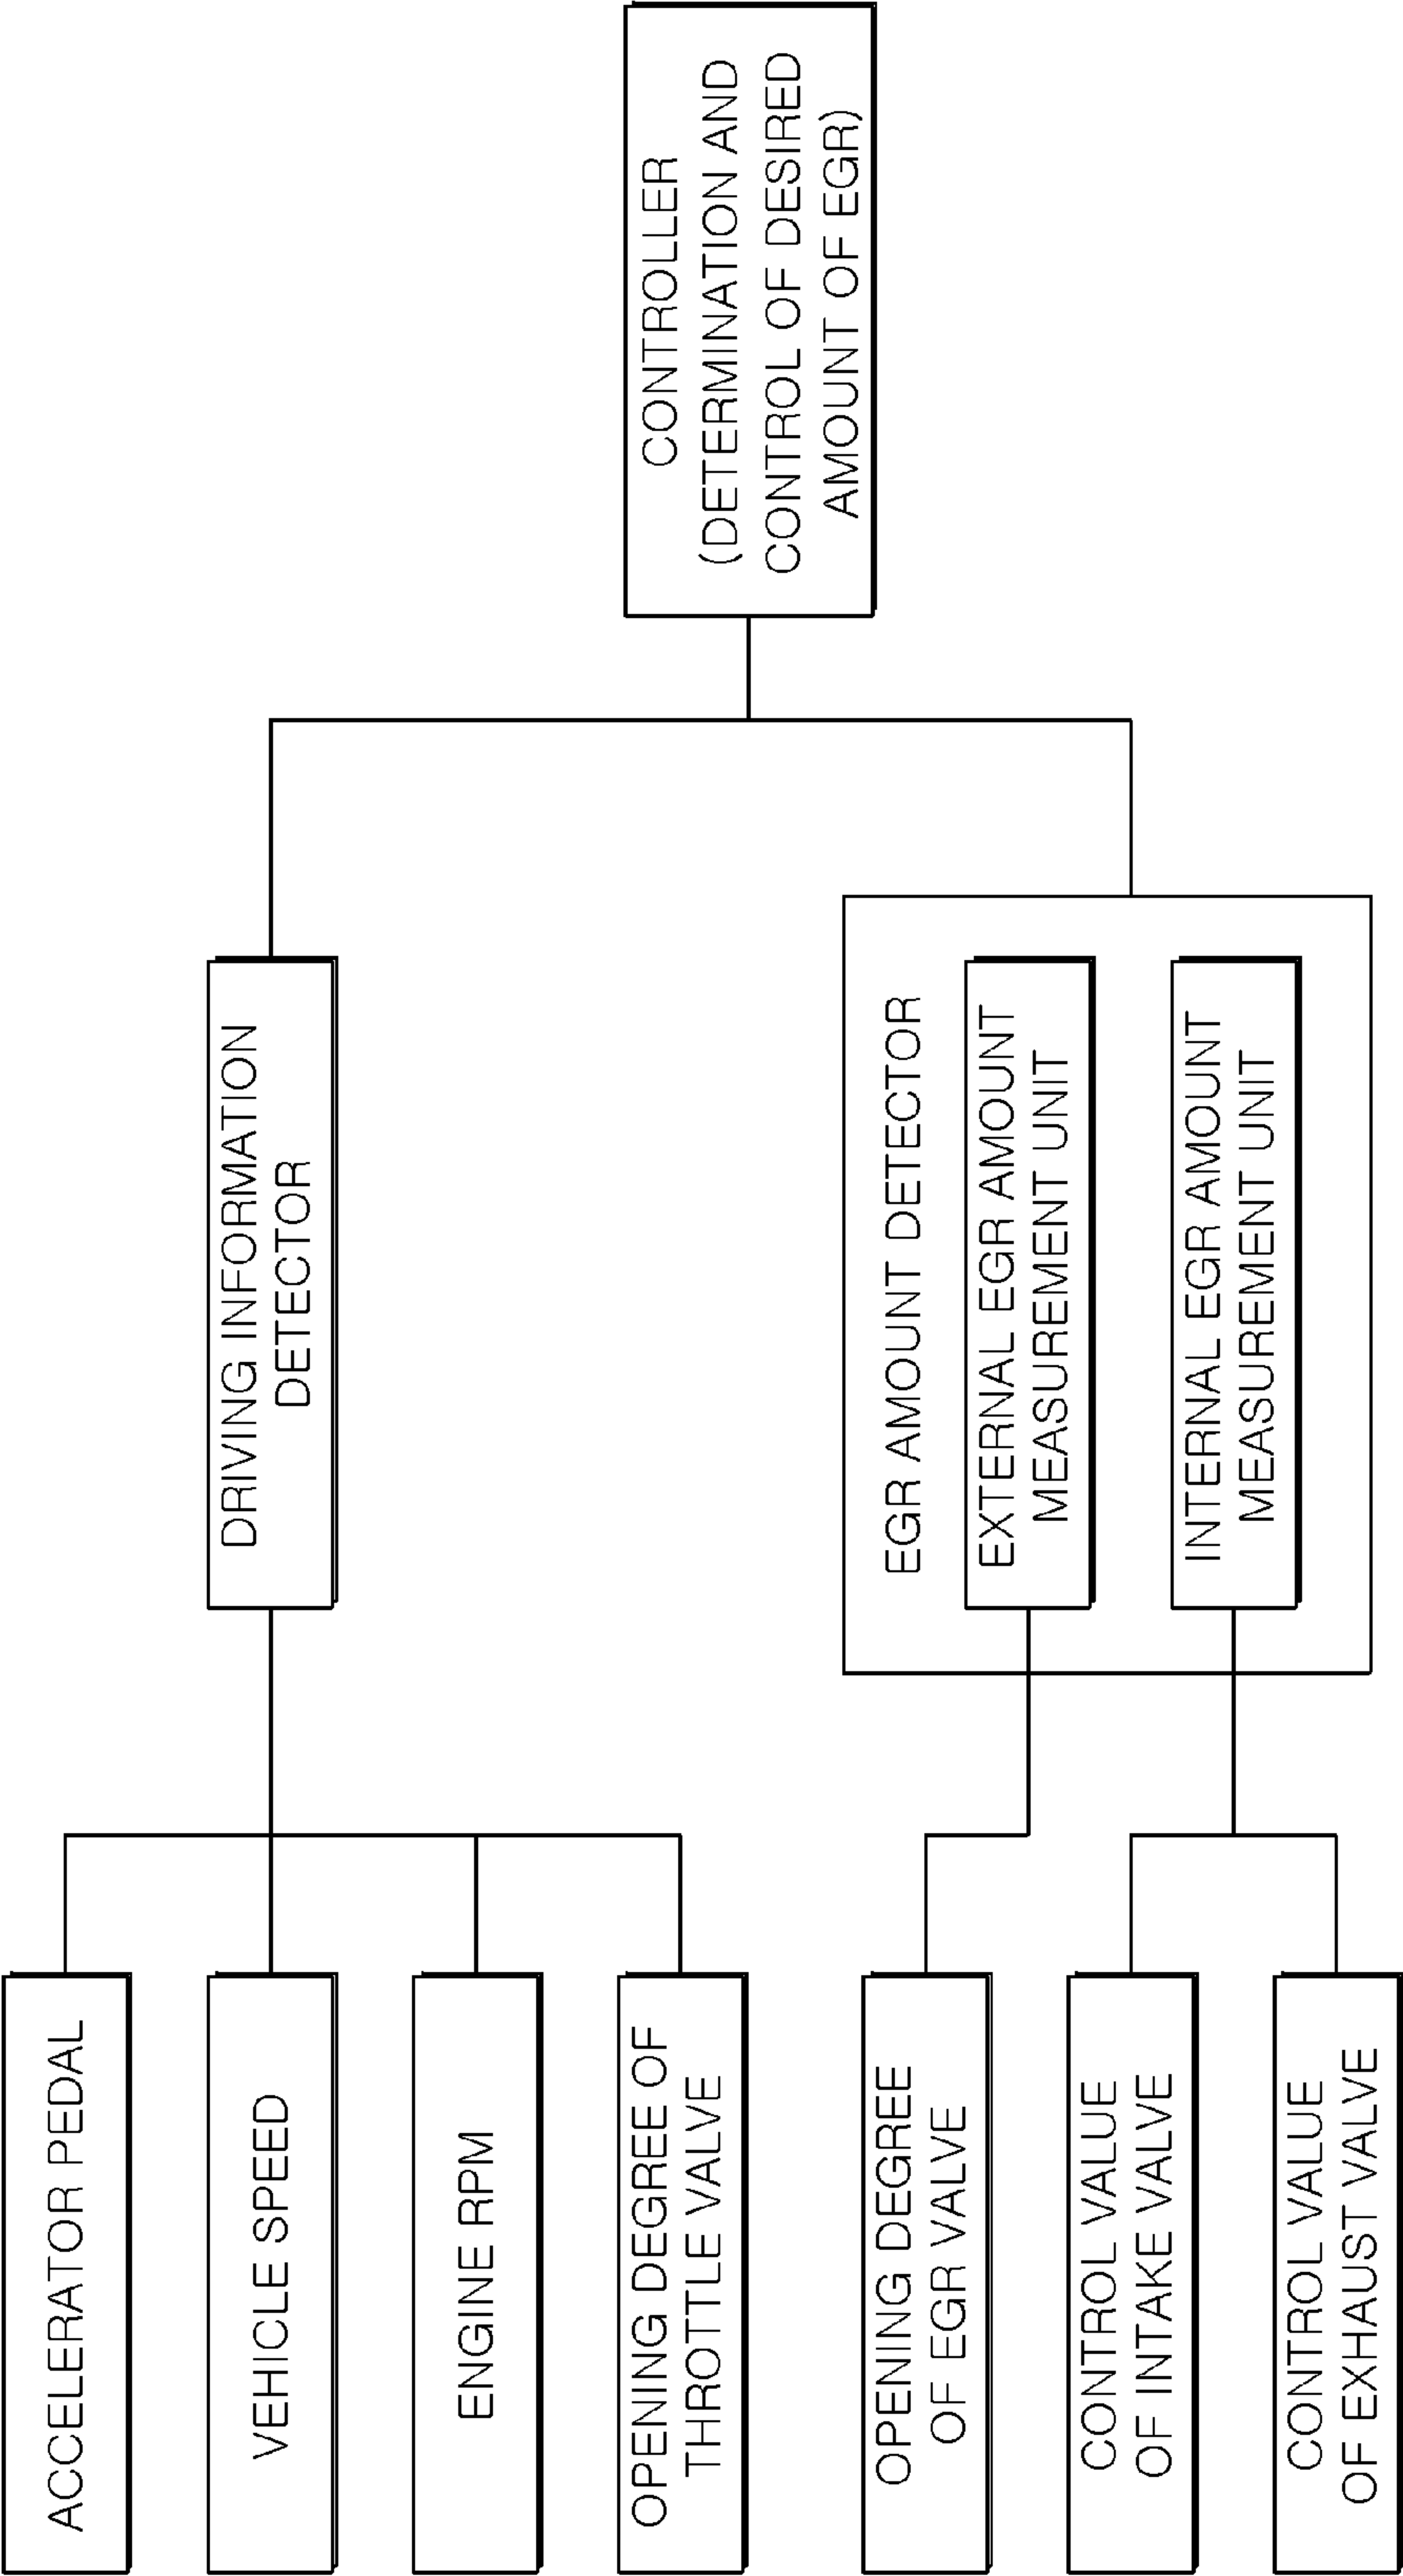 ACCELERATOR PEDAL
VEHICLE SPEED
ENGINE RPM
OPENING DEGREE OF
THROTTLE VALVE
OPENING DEGREE
OF EGR VALVE
CONTROL VALUE
OF INTAKE VALVE
CONTROL VALUE
OF EXHAUST VALVE
DRIVING INFORMATION
DETECTOR
EGR AMOUNT DETECTOR
EXTERNAL EGR AMOUNT
MEASUREMENT UNIT
INTERNAL EGR AMOUNT
MEASUREMENT UNIT
CONTROLLER
(DETERMINATION AND
CONTROL OF DESIRED
AMOUNT OF EGR)